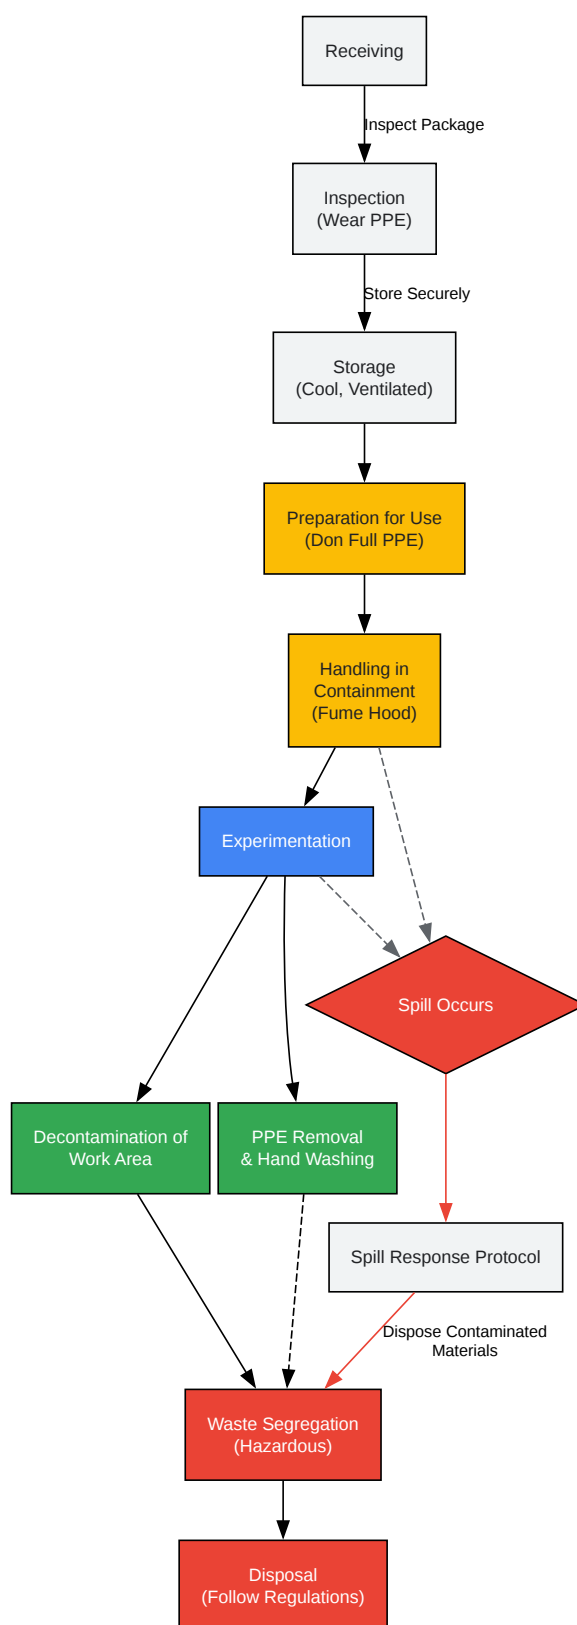 Receiving
Inspect Package
Inspection
(Wear PPE)
Store Securely
Storage
(Cool, Ventilated)
Preparation for Use
(Don Full PPE)
Handling in
Containment
(Fume Hood)
Experimentation
Spill Occurs
Decontamination of
Work Area
PPE Removal
& Hand Washing
Spill Response Protocol
Dispose Contaminated
Materials
Waste Segregation
(Hazardous)
Disposal
(Follow Regulations)